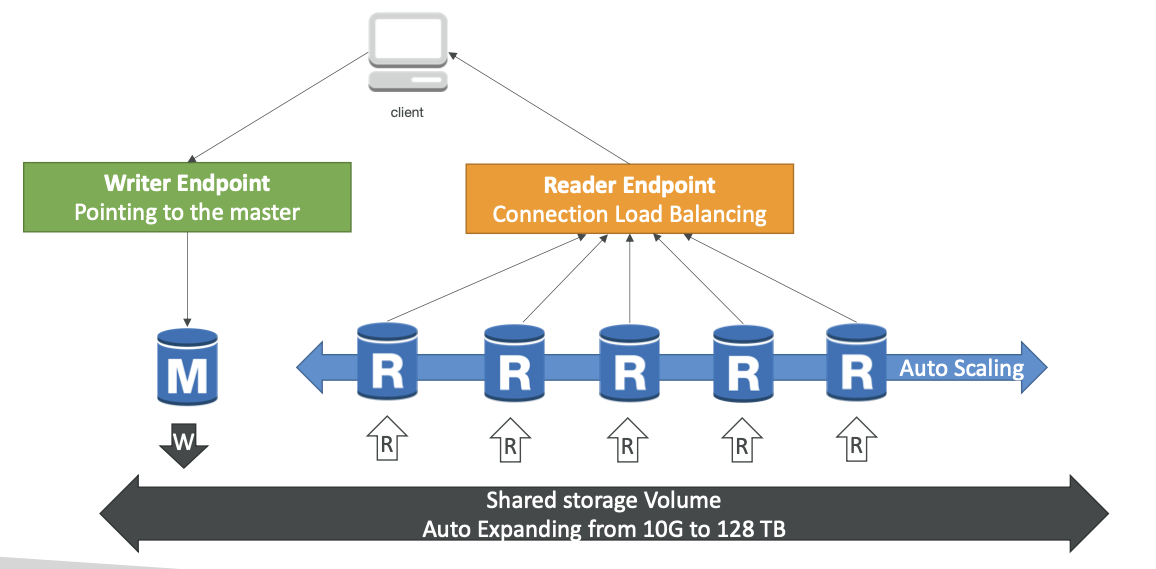 client
Writer Endpoint
Pointing to the master
Reader Endpoint
Connection Load Balancing
M
R
R
R
R
R
Auto Scaling
W
R
R
R
R
R
Shared storage Volume
Auto Expanding from 10G to 128 TB